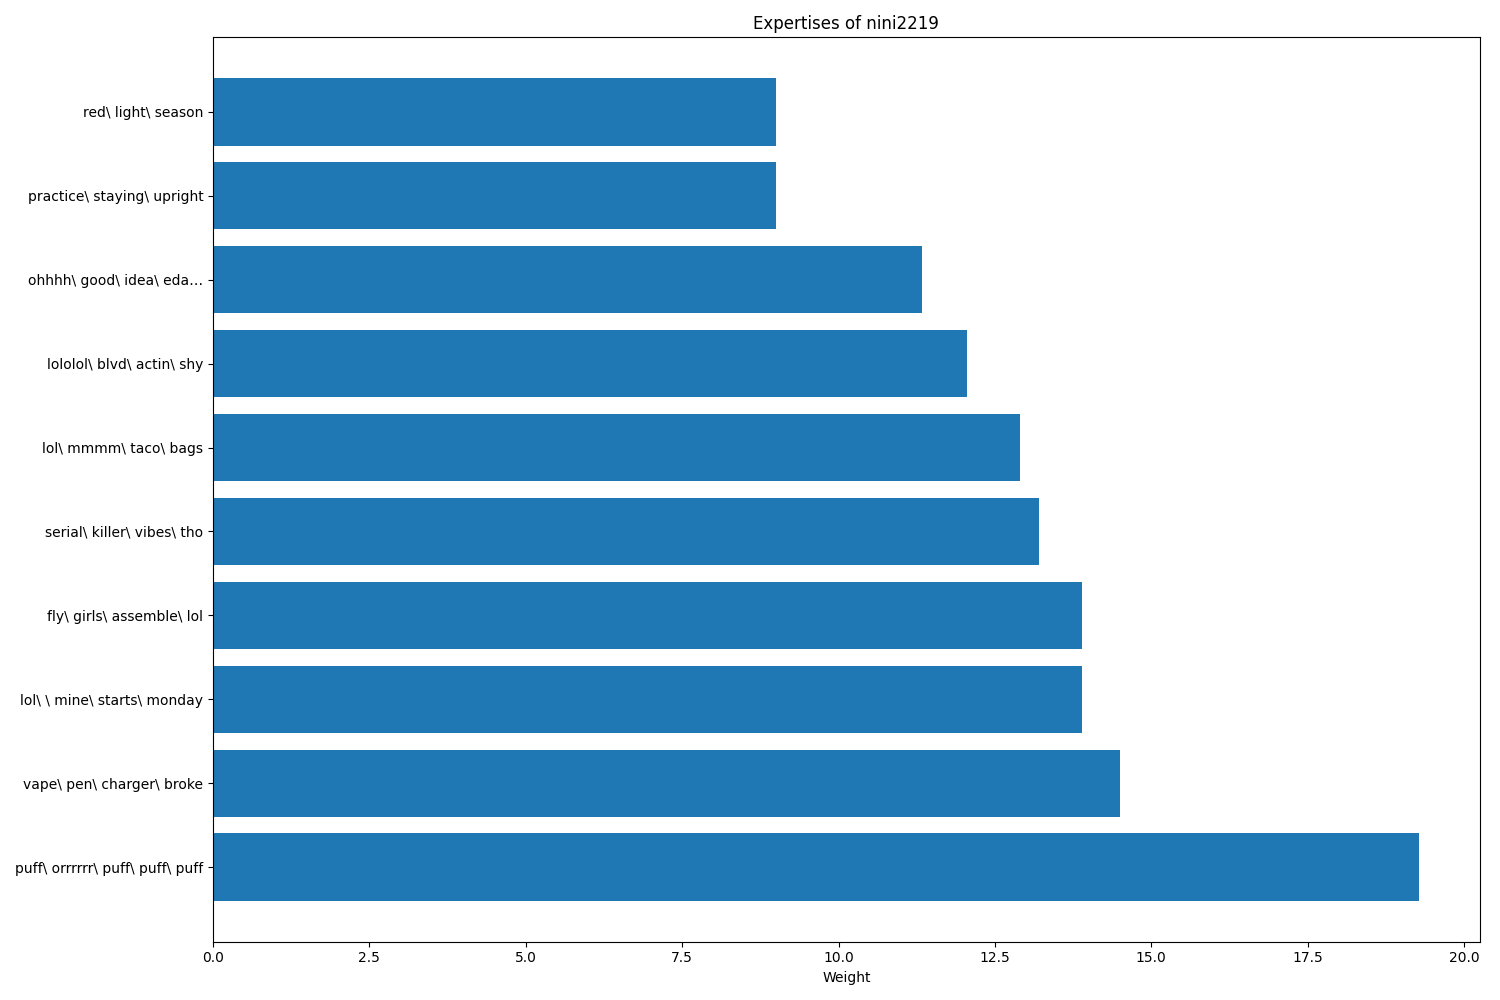 Expertises of nini2219
red\ light\ season
practice\ staying\ upright
ohhhh\ good\ idea\ eda...
lololol\ blvd\ actin\ shy
lol\ mmmm\ taco\ bags
serial\ killer\ vibes\ tho
fly\ girls\ assemble\ lol
lol\ \ mine\ starts\ monday
vape\ pen\ charger\ broke
puff\ orrrrrr\ puff\ puff\ puff
0.0 2.5 5.0 7.5 10.0 12.5 15.0 17.5 20.0
Weight